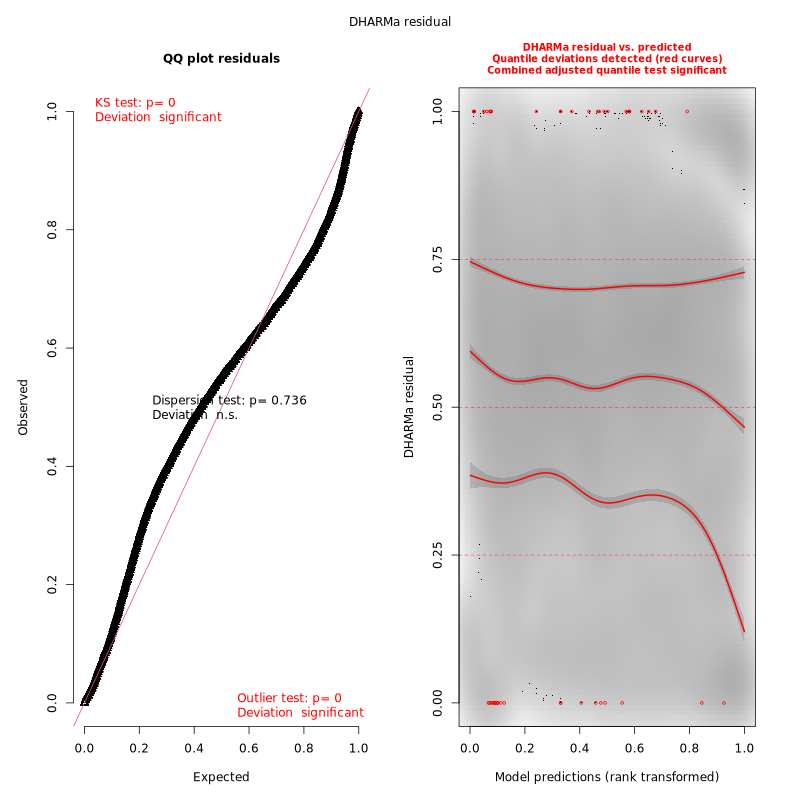 DHARMa residual
QQ plot residuals
KS test: p= 0
Deviation significant
Dispersion test: p= 0.736
Deviation n.s.
Outlier test: p= 0
Deviation significant
Observed
0.0
0.2
0.4
0.6
0.8
1.0
0.0 0.2 0.4 0.6 0.8 1.0
Expected
DHARMa residual vs. predicted
Quantile deviations detected (red curves)
Combined adjusted quantile test significant
DHARMa residual
0.00
0.25
0.50
0.75
1.00
0.0 0.2 0.4 0.6 0.8 1.0
Model predictions (rank transformed)